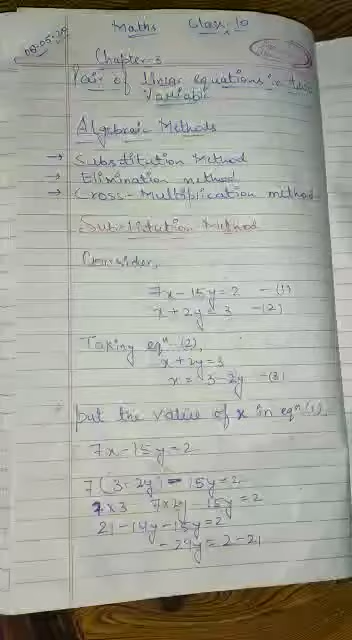 Maths Class 10
Chapter-3
Pair of linear equations in two
Variable
Algebraic Methods
→ Substitution Method
→ Elimination method
→ Cross-Multiplication method
Substitution Method
Consider,
7x-15y=2 -(1)
x+2y=3 -(2)
Taking eqn (2),
x+2y=3
x = 3-2y -(3)
put the value of x in eqn (1),
7x-15y=2
7(3-2y)-15y=2
7x3 7x2y -15y=2
21-14y-15y=2
-29y=2-21